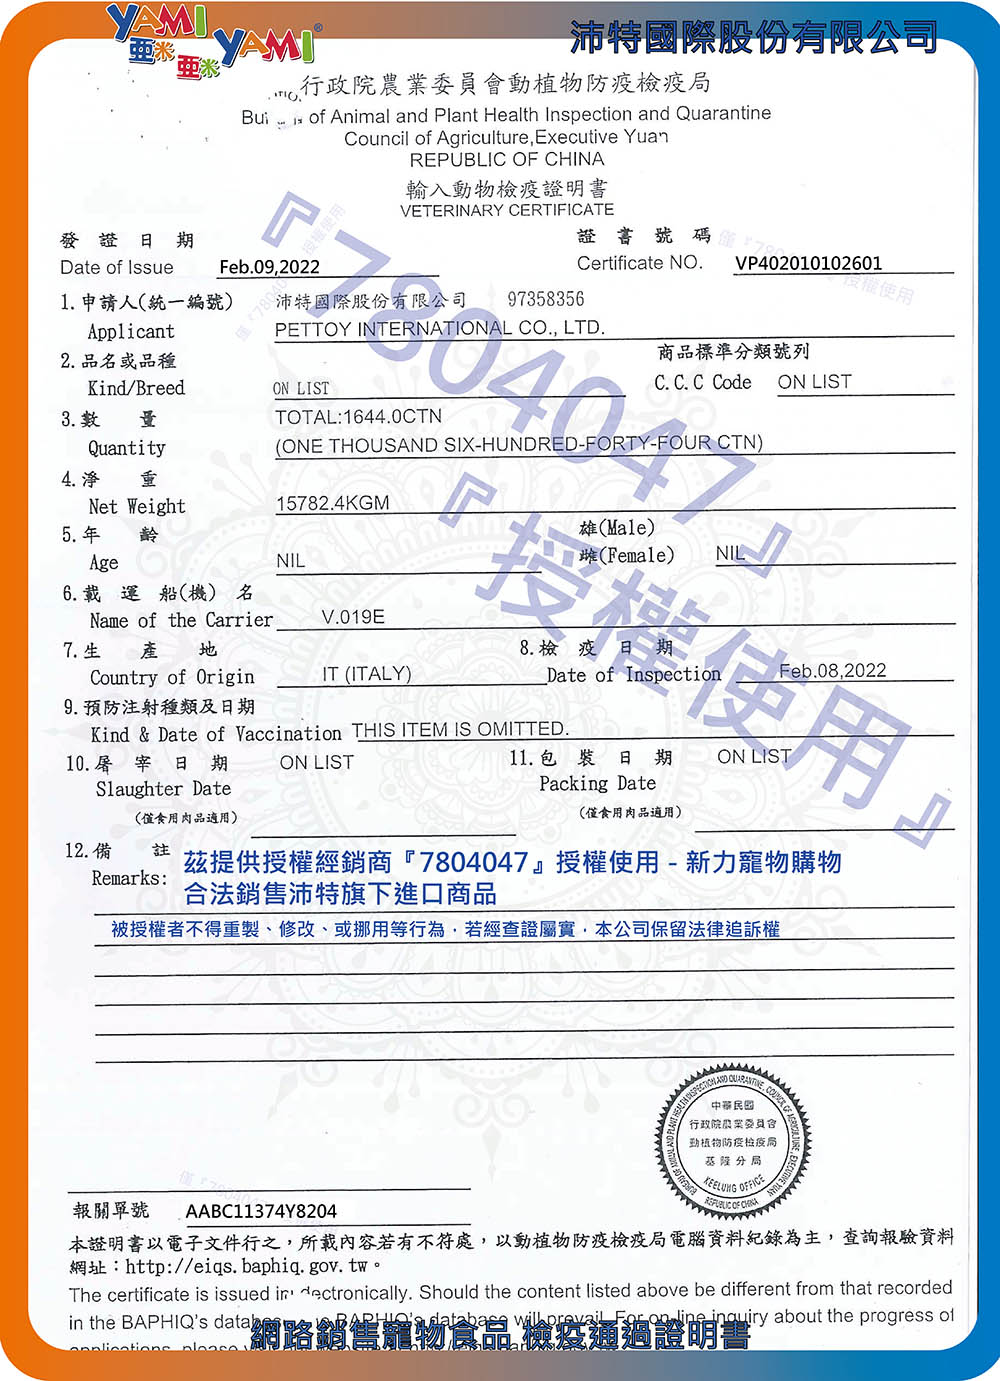 YAMI YAMI®
亜米 亜米
沛特國際股份有限公司
行政院農業委員會動植物防疫檢疫局
of Animal and Plant Health Inspection and Quarantine
Council of Agriculture,Executive Yuan
REPUBLIC OF CHINA
輸入動物檢疫證明書
VETERINARY CERTIFICATE
發證日期 證書號碼
Date of Issue Feb.09,2022 Certificate NO. VP402010102601
1.申請人(統一編號) 沛特國際股份有限公司 97358356
Applicant PETTOY INTERNATIONAL CO., LTD.
2.品名或品種 商品標準分類號列
Kind/Breed ON LIST C.C.C Code ON LIST
3.數量 TOTAL:1644.0CTN
Quantity (ONE THOUSAND SIX-HUNDRED-FORTY-FOUR CTN)
4.淨重
Net Weight 15782.4KGM
5.年齡 雄(Male)
Age NIL 雌(Female) NIL
6.載運船(機)名
Name of the Carrier V.019E
7.生產地 8.檢疫日期
Country of Origin IT (ITALY) Date of Inspection Feb.08,2022
9.預防注射種類及日期
Kind & Date of Vaccination THIS ITEM IS OMITTED.
10.屠宰日期 ON LIST 11.包裝日期 ON LIST
Slaughter Date Packing Date
(僅食用肉品適用) (僅食用肉品適用)
12.備註 茲提供授權經銷商『7804047』授權使用 - 新力寵物購物
Remarks: 合法銷售沛特旗下進口商品
被授權者不得重製、修改、或挪用等行為，若經查證屬實，本公司保留法律追訴權
『7804047』
『授權使用』
中華民國
行政院農業委員會
動植物防疫檢疫局
基隆分局
KEELUNG OFFICE
BUREAU OF ANIMAL AND PLANT HEALTH INSPECTION AND QUARANTINE, COUNCIL OF AGRICULTURE, EXECUTIVE YUAN
REPUBLIC OF CHINA
報關單號 AABC11374Y8204
本證明書以電子文件行之，所載內容若有不符處，以動植物防疫檢疫局電腦資料紀錄為主，查詢報驗資料
網址：http://eiqs.baphiq.gov.tw。
The certificate is issued electronically. Should the content listed above be different from that recorded
in the BAPHIQ's BAPHIQ's database will prevail. For on-line inquiry about the progress of
網路銷售寵物食品 檢疫通過證明書